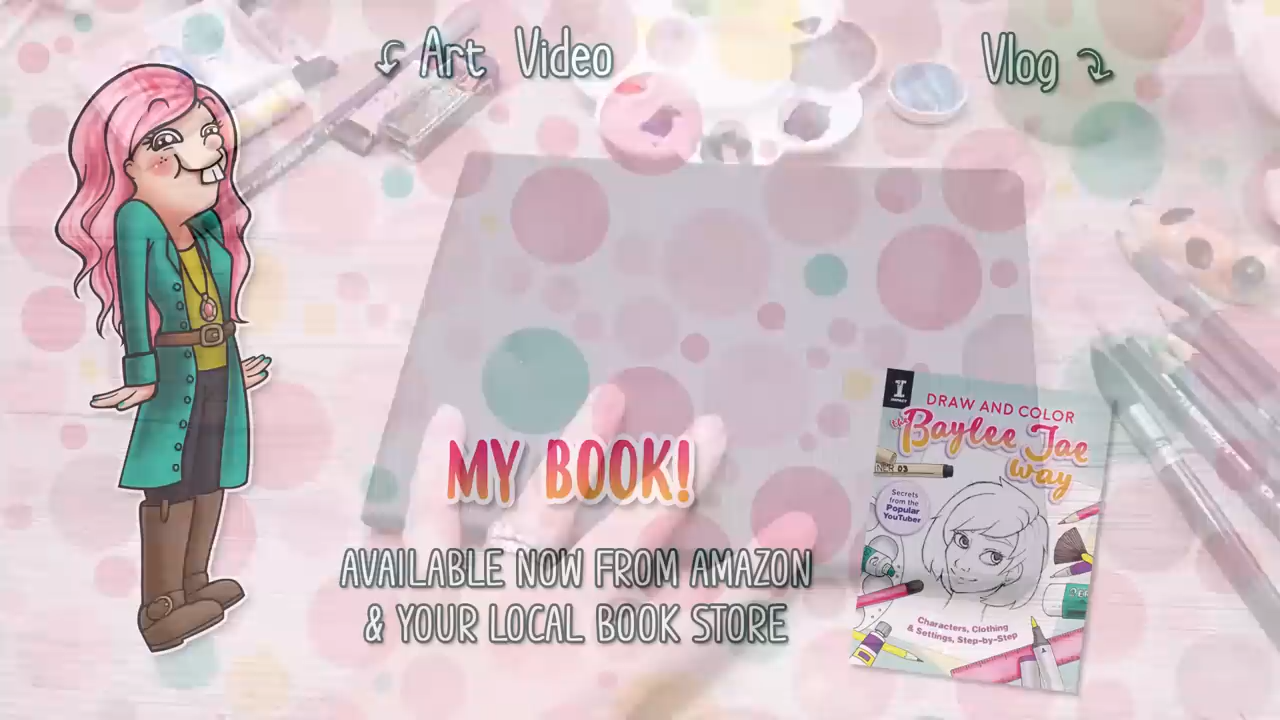 Art Video
Vlog
MY BOOK!
AVAILABLE NOW FROM AMAZON
& YOUR LOCAL BOOK STORE
I
IMPACT
DRAW AND COLOR
the Baylee Jae
way
Secrets
from the
Popular
YouTuber
Characters, Clothing
& Settings, Step-by-Step